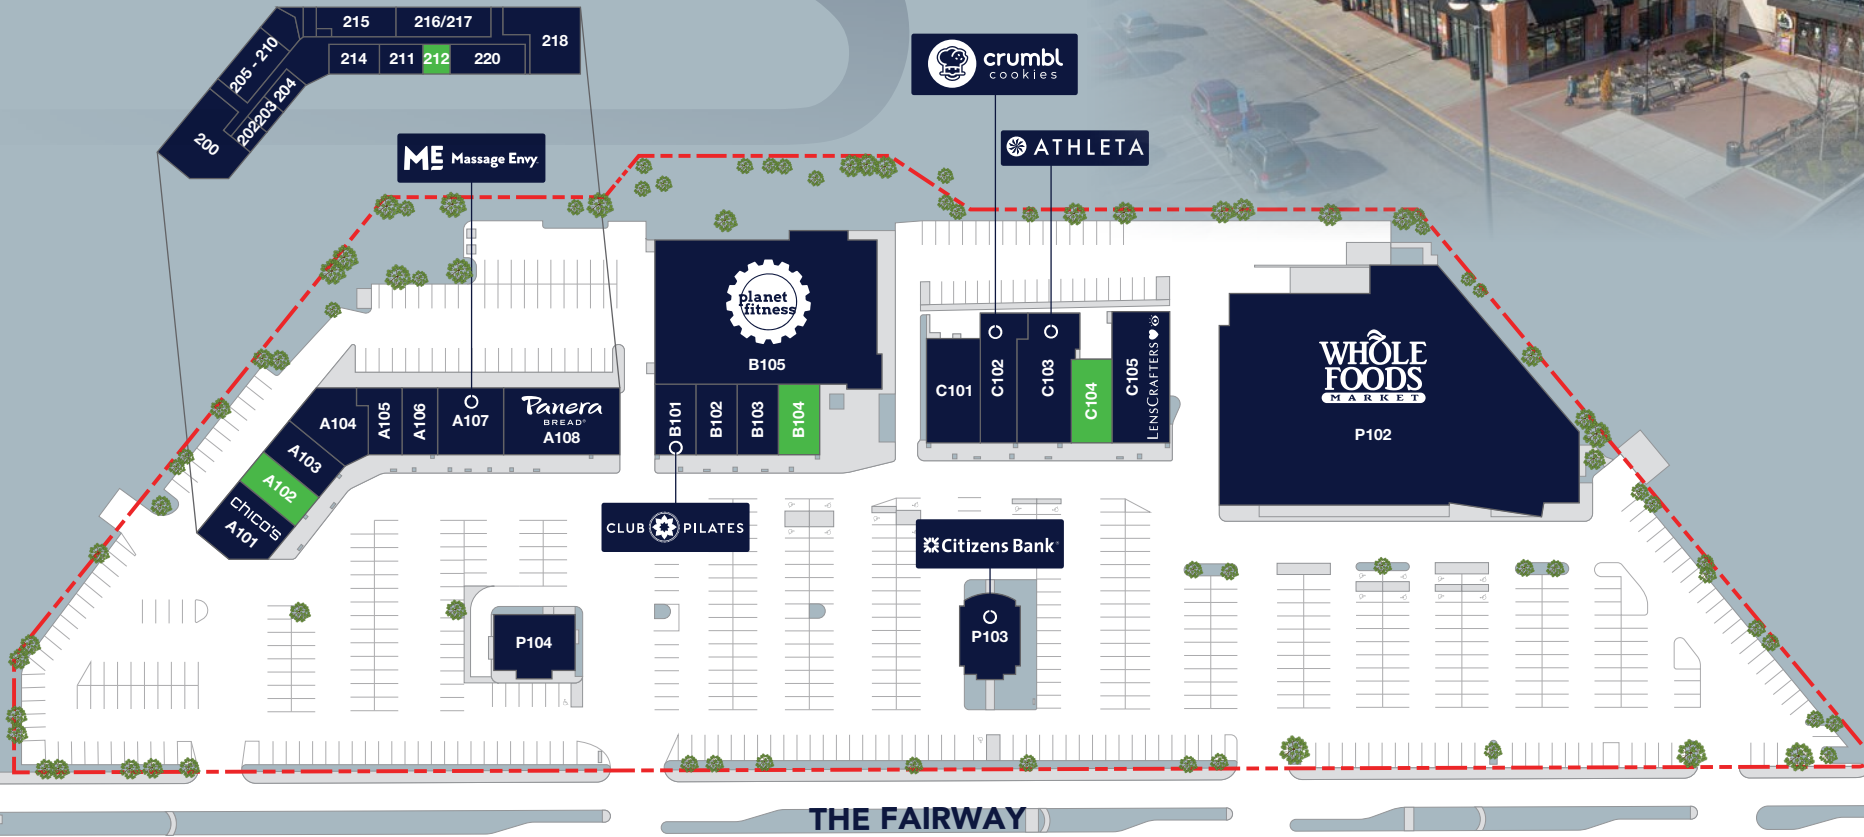 215
216/217
218
214
211
212
220
205 - 210
204
203
202
200
crumbl
cookies
ATHLETA
ME Massage Envy
planet
fitness
B105
WHOLE
FOODS
MARKET
P102
A104
A105
A106
A107
Panera
BREAD®
A108
A103
A102
chico's
A101
B101
B102
B103
B104
C101
C102
C103
C104
C105
LENSCRAFTERS
CLUB PILATES
Citizens Bank
P104
P103
THE FAIRWAY